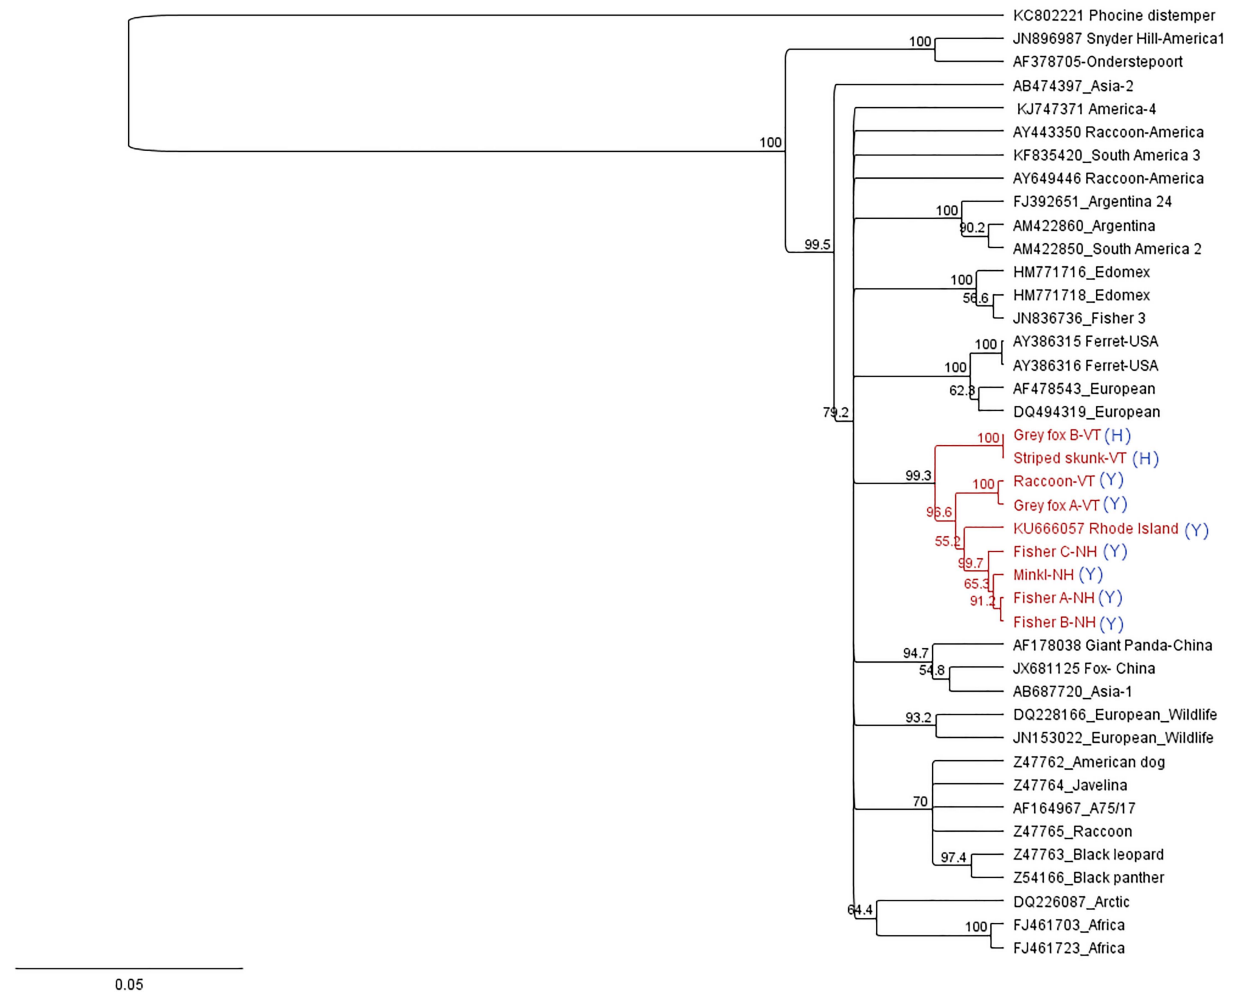 KC802221 Phocine distemper
100
JN896987 Snyder Hill-America1
AF378705-Onderstepoort
AB474397_Asia-2
KJ747371 America-4
AY443350 Raccoon-America
100
KF835420_South America 3
AY649446 Raccoon-America
FJ392651_Argentina 24
100
90.2
AM422860_Argentina
99.5
AM422850_South America 2
HM771716_Edomex
100
56.6
HM771718_Edomex
JN836736_Fisher 3
100
AY386315 Ferret-USA
100
AY386316 Ferret-USA
62.3
AF478543_European
79.2
DQ494319_European
100
Grey fox B-VT (H)
Striped skunk-VT (H)
99.3
100
Raccoon-VT (Y)
Grey fox A-VT (Y)
96.6
KU666057 Rhode Island (Y)
55.2
Fisher C-NH (Y)
99.7
MinkI-NH (Y)
65.3
91.2
Fisher A-NH (Y)
Fisher B-NH (Y)
94.7
AF178038 Giant Panda-China
54.8
JX681125 Fox- China
AB687720_Asia-1
93.2
DQ228166_European_Wildlife
JN153022_European_Wildlife
Z47762_American dog
Z47764_Javelina
70
AF164967_A75/17
Z47765_Raccoon
97.4
Z47763_Black leopard
Z54166_Black panther
64.4
DQ226087_Arctic
100
FJ461703_Africa
FJ461723_Africa
0.05